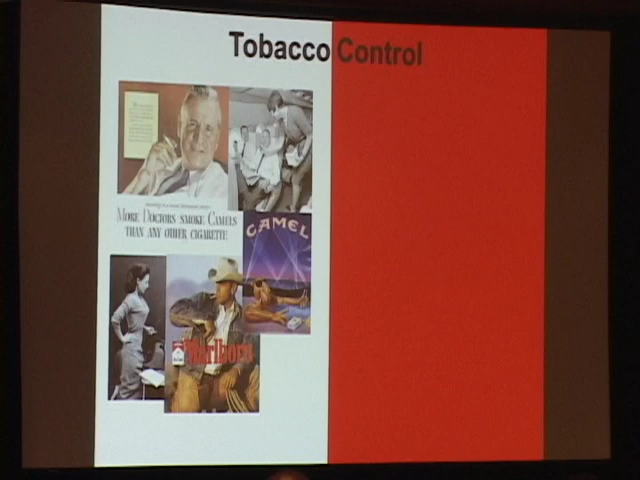 Tobacco Control
MORE DOCTORS SMOKE CAMELS
THAN ANY OTHER CIGARETTE
CAMEL
Marlboro